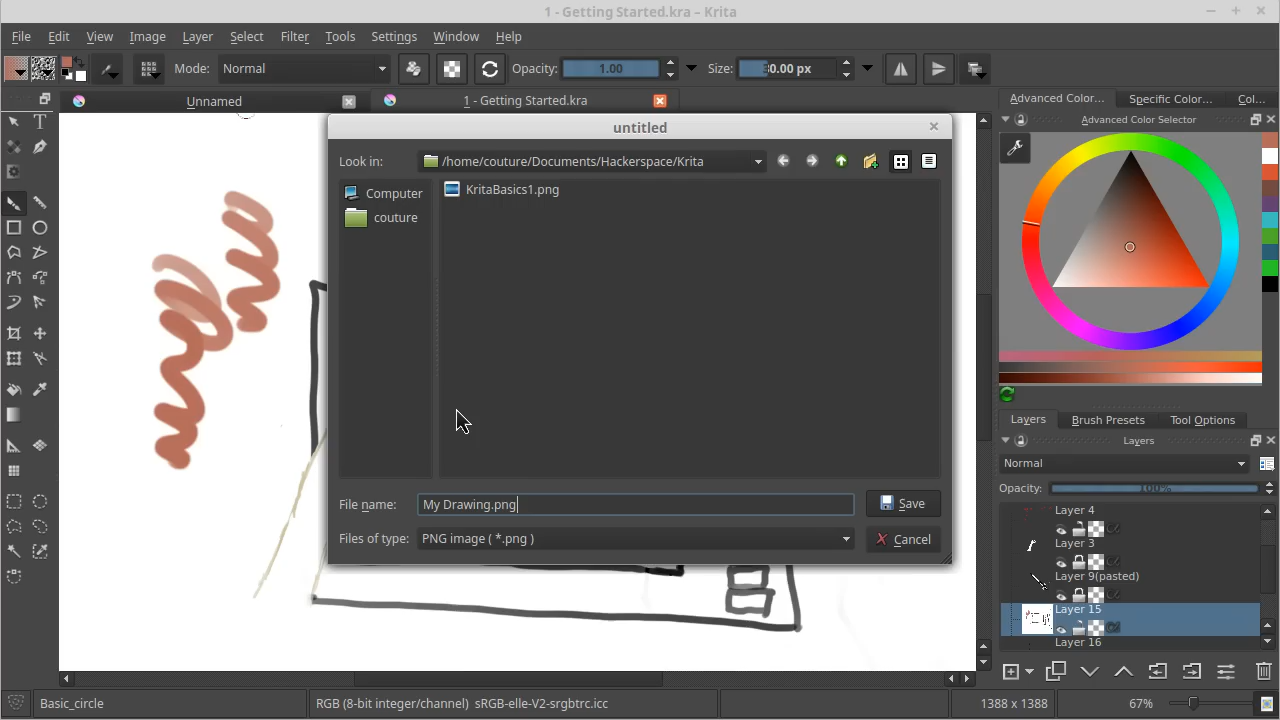 1 - Getting Started.kra – Krita
File Edit View Image Layer Select Filter Tools Settings Window Help
Mode: Normal Opacity: 1.00 Size: 30.00 px
Unnamed 1 - Getting Started.kra
Advanced Color... Specific Color... Col...
Advanced Color Selector
untitled
Look in: /home/couture/Documents/Hackerspace/Krita
Computer
couture
KritaBasics1.png
File name: My Drawing.png
Save
Files of type: PNG image ( *.png )
Cancel
Layers Brush Presets Tool Options
Layers
Normal
Opacity: 100%
Layer 4
Layer 3
Layer 9(pasted)
Layer 15
Layer 16
Basic_circle RGB (8-bit integer/channel) sRGB-elle-V2-srgbtrc.icc 1388 x 1388 67%